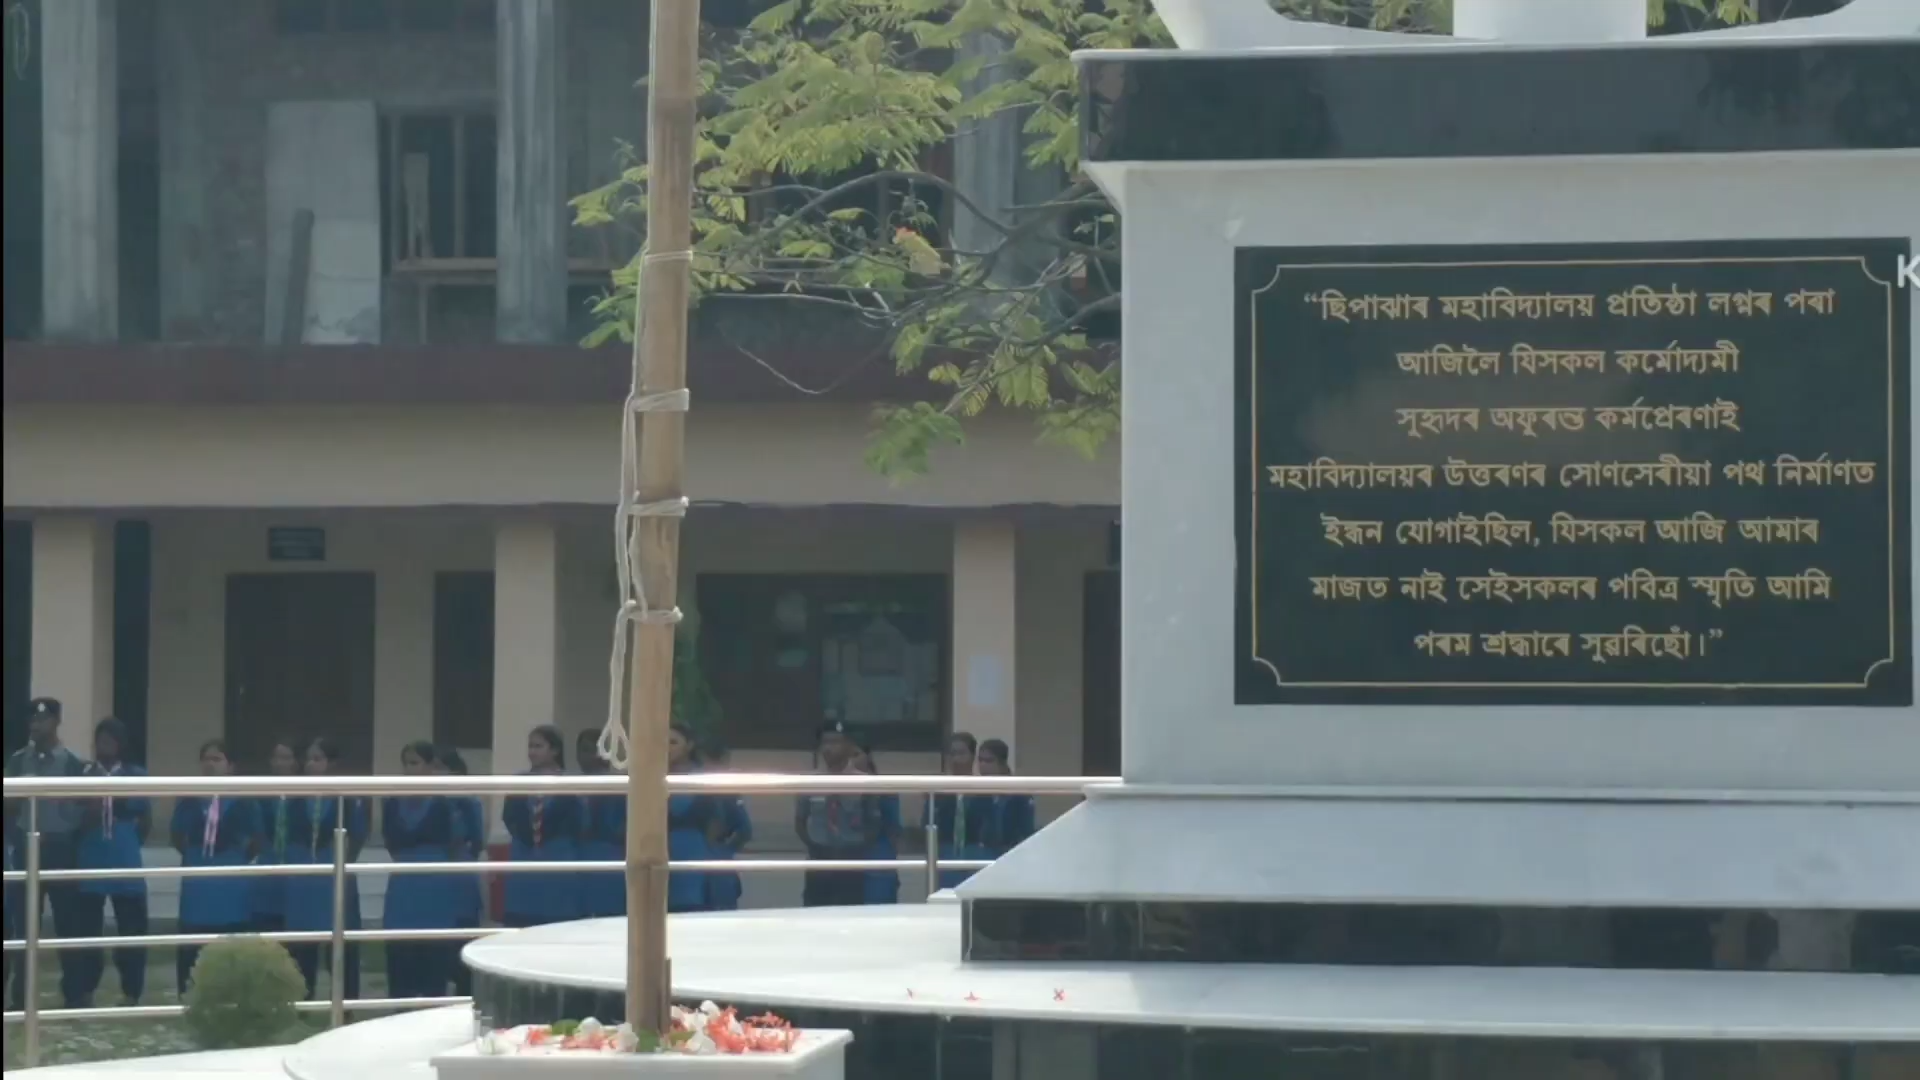 “ছিপাঝাৰ মহাবিদ্যালয় প্ৰতিষ্ঠা লগ্নৰ পৰা
আজিলৈ যিসকল কৰ্মোদ্যমী
সুহৃদৰ অফুৰন্ত কৰ্মপ্ৰেৰণাই
মহাবিদ্যালয়ৰ উত্তৰণৰ সোণসেৰীয়া পথ নিৰ্মাণত
ইন্ধন যোগাইছিল, যিসকল আজি আমাৰ
মাজত নাই সেইসকলৰ পবিত্ৰ স্মৃতি আমি
পৰম শ্ৰদ্ধাৰে সুৱৰিছোঁ।”